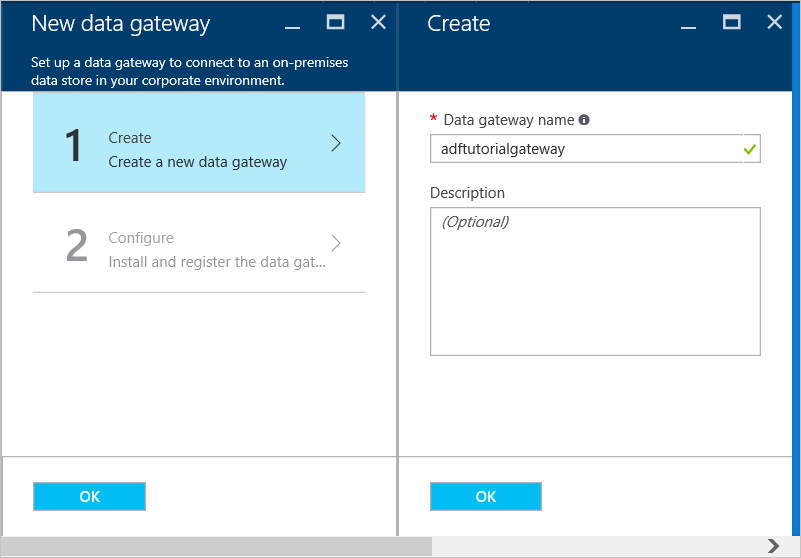 New data gateway
Set up a data gateway to connect to an on-premises
data store in your corporate environment.
1
Create
Create a new data gateway
2
Configure
Install and register the data gat...
OK
Create
* Data gateway name
adftutorialgateway
Description
(Optional)
OK